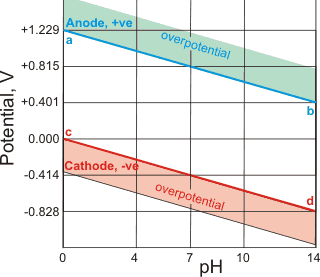 Potential, V
+1.229
+0.815
+0.401
0.000
-0.414
-0.828
Anode, +ve
overpotential
a
b
c
Cathode, -ve
overpotential
d
0 4 7 10 14
pH